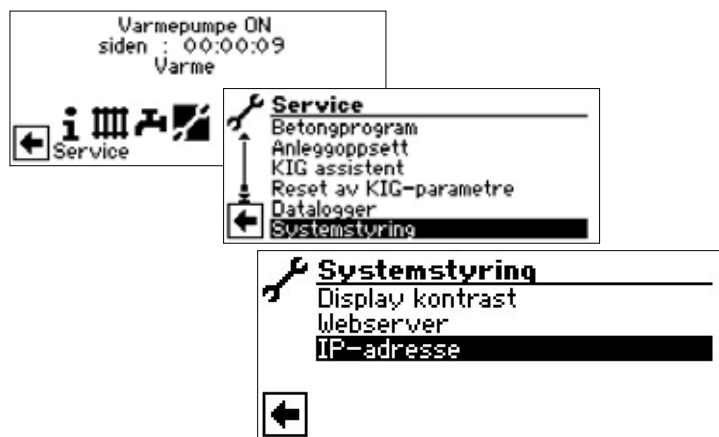 Varmepumpe ON
siden : 00:00:09
Varme
Service
Service
Betongprogram
Anleggoppsett
KIG assistent
Reset av KIG-parametre
Datalogger
Systemstyring
Systemstyring
Display kontrast
Webserver
IP-adresse